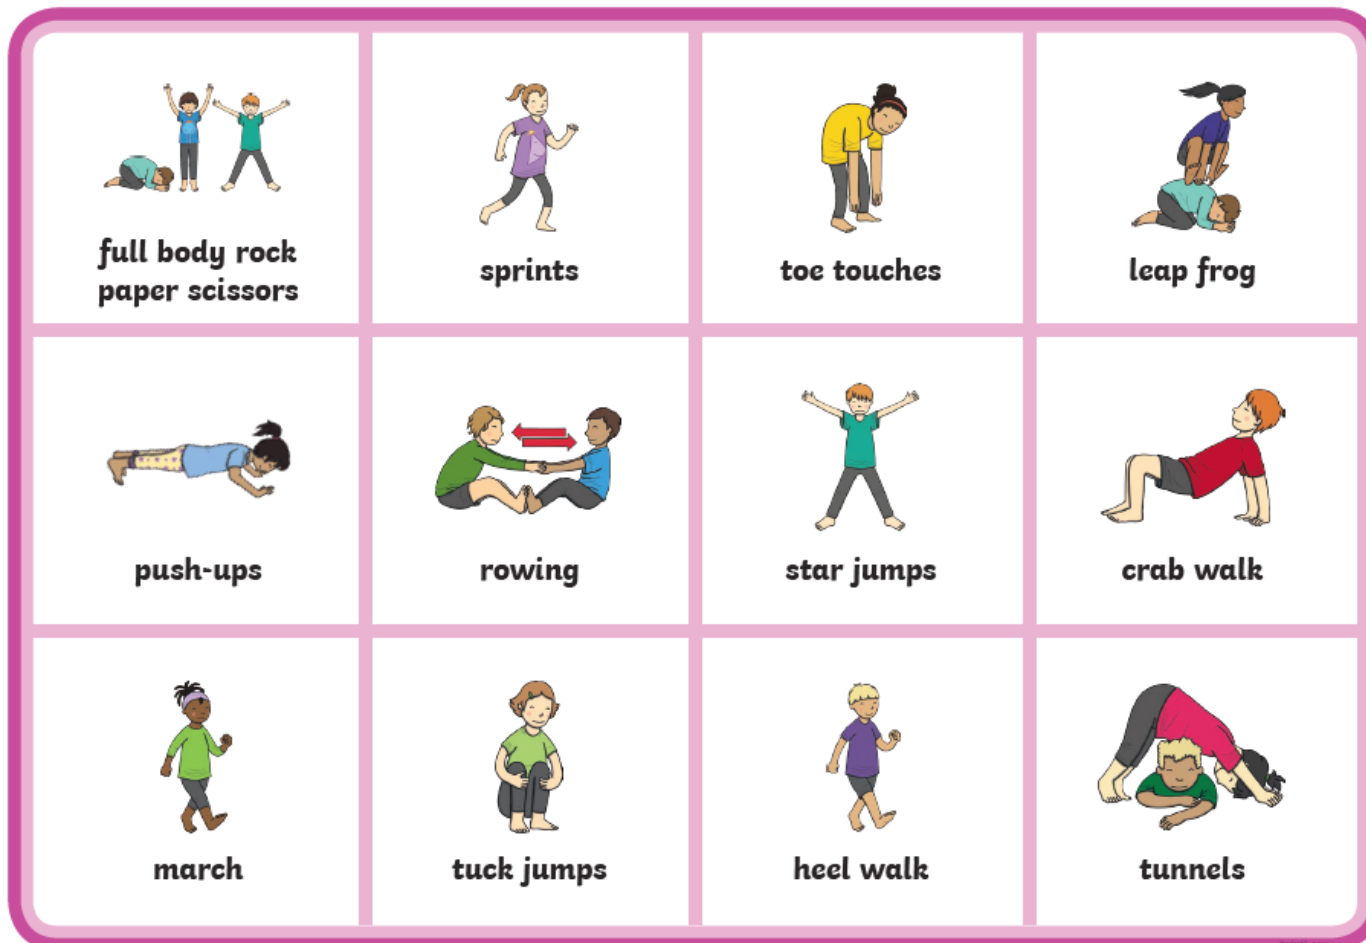 full body rock
paper scissors
sprints
toe touches
leap frog
push-ups
rowing
star jumps
crab walk
march
tuck jumps
heel walk
tunnels